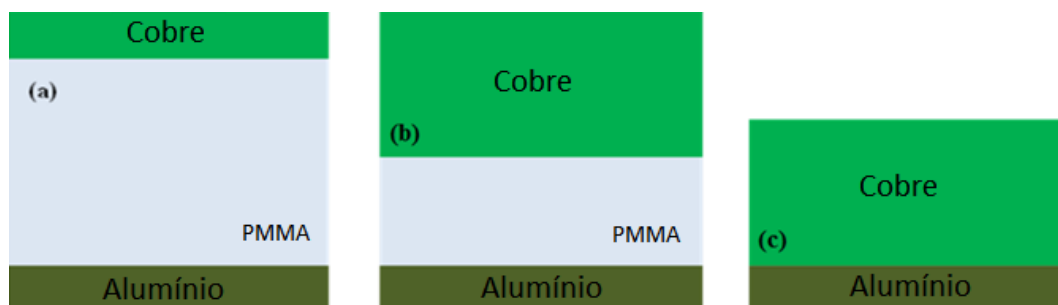 Cobre
(a)
PMMA
Alumínio
Cobre
(b)
PMMA
Alumínio
Cobre
(c)
Alumínio